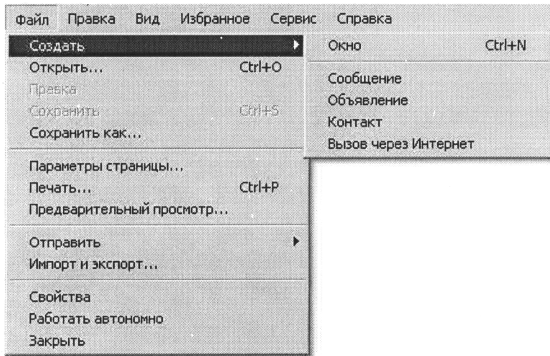 Файл Правка Вид Избранное Сервис Справка
Создать
Открыть... Ctrl+O
Правка
Сохранить Ctrl+S
Сохранить как...
Параметры страницы...
Печать... Ctrl+P
Предварительный просмотр...
Отправить
Импорт и экспорт...
Свойства
Работать автономно
Закрыть
Окно Ctrl+N
Сообщение
Объявление
Контакт
Вызов через Интернет